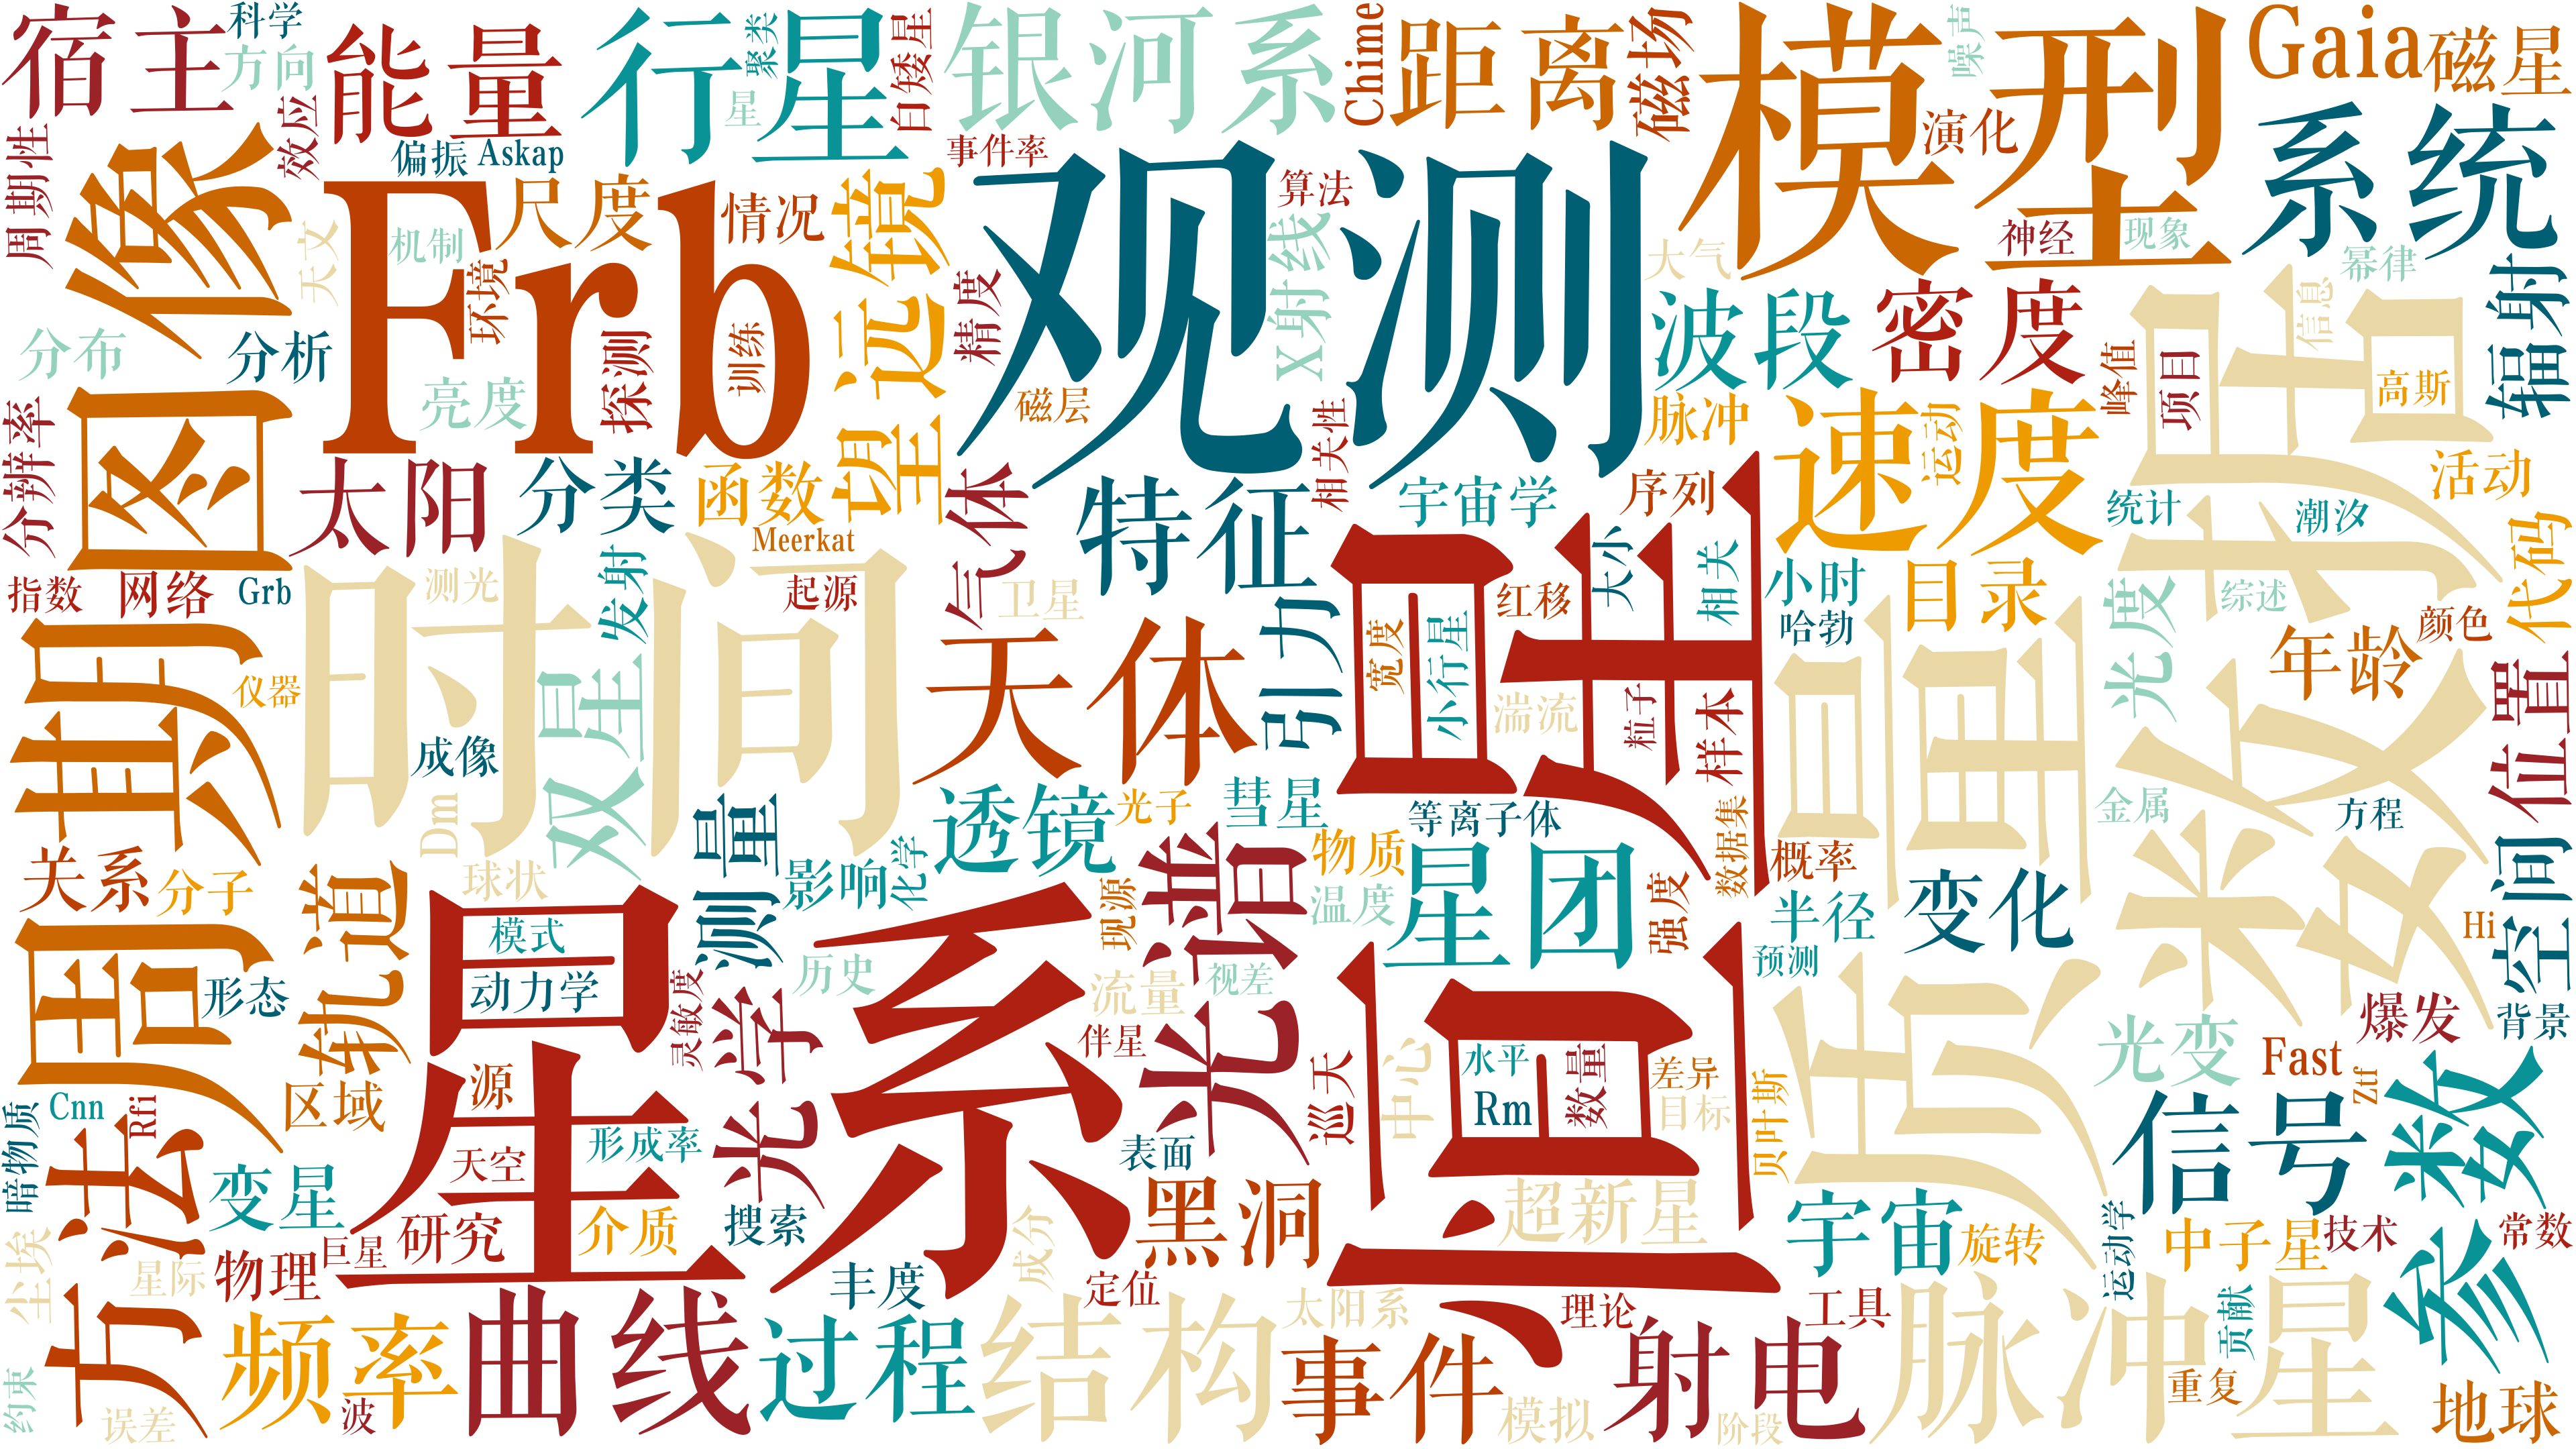 宿主
科学
方向
能量
行星
聚类
星
白矮星
银河系
Chime
距离
磁场
模型
噪声
Gaia
磁星
周期性
效应
偏振
Askap
事件率
算法
演化
系统
图像
天文
机制
Frb
尺度
环境
情况
望远镜
精度
观测
X射线
大气
神经
现象
幂律
信息
辐射
分布
分析
亮度
探测
训练
磁层
相关性
波段
密度
脉冲
速度
运动
峰值
项目
高斯
数据
分辨率
太阳
分类
函数
Meerkat
气体
特征
宇宙学
序列
统计
潮汐
活动
代码
指数
网络
Grb
测光
发射
起源
卫星
引力
恒星
红移
大小
相关
小时
哈勃
目录
光度
综述
颜色
年龄
周期
仪器
时间
成像
双星
天体
宽度
小行星
湍流
粒子
样本
质量
位置
Dm
测量
透镜
光子
彗星
物质
等离子体
数据集
概率
金属
方程
关系
分子
轨道
球状
影响
化学
现源
光谱
温度
星团
强度
半径
变化
Hi
空间
形态
星系
模式
动力学
灵敏度
光学
历史
流量
视差
伴星
预测
背景
暗物质
Cnn
Rfi
方法
区域
源
天空
形成率
巡天
中心
水平
Rm
数量
差异
目标
贝叶斯
光变
Fast
爆发
Ztf
参数
信号
尘埃
星际
变星
物理
巨星
研究
介质
搜索
表面
黑洞
成分
超新星
宇宙
旋转
运动学
中子星
技术
常数
约束
误差
频率
波
曲线
丰度
过程
结构
定位
太阳系
事件
理论
模拟
射电
工具
阶段
脉冲星
贡献
重复
地球